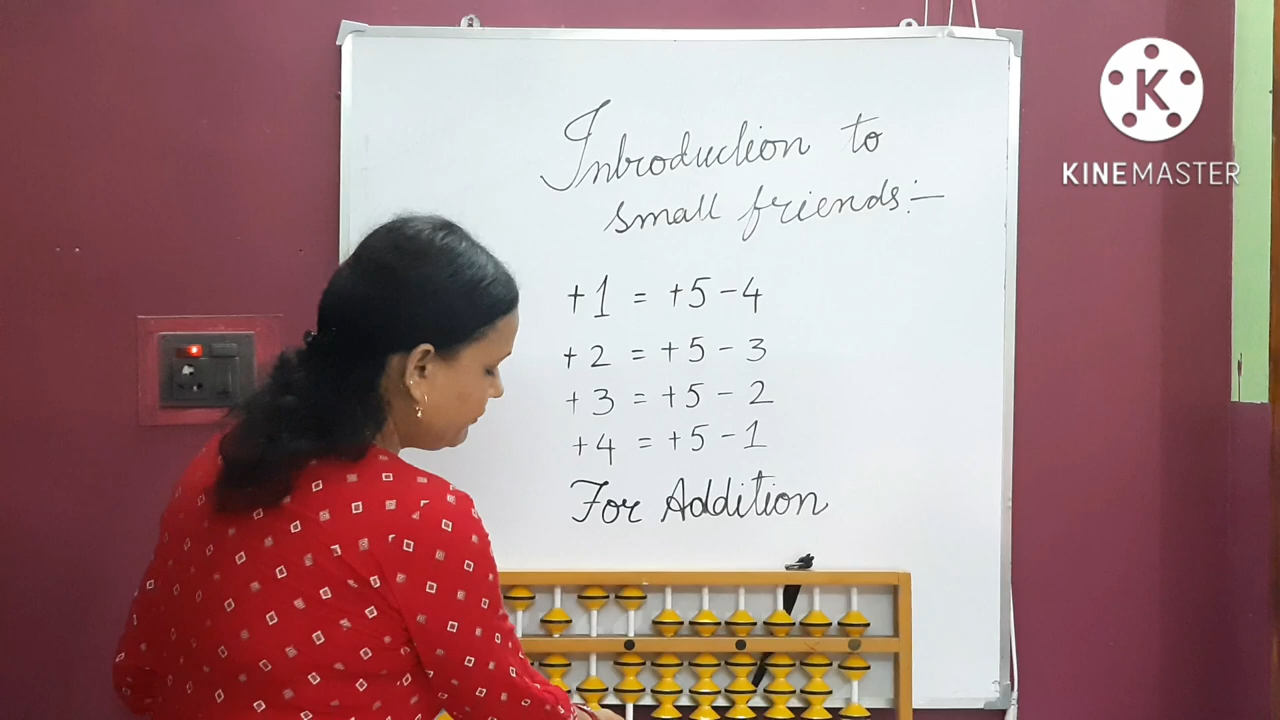 Introduction to
small friends:-
+1 = +5 - 4
+2 = +5 - 3
+3 = +5 - 2
+4 = +5 - 1
For Addition
K
KINEMASTER